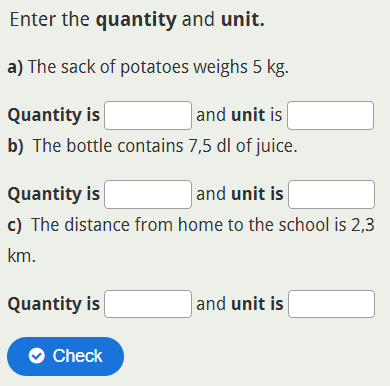 Enter the quantity and unit.
a) The sack of potatoes weighs 5 kg.
Quantity is and unit is
b) The bottle contains 7,5 dl of juice.
Quantity is and unit is
c) The distance from home to the school is 2,3
km.
Quantity is and unit is
Check